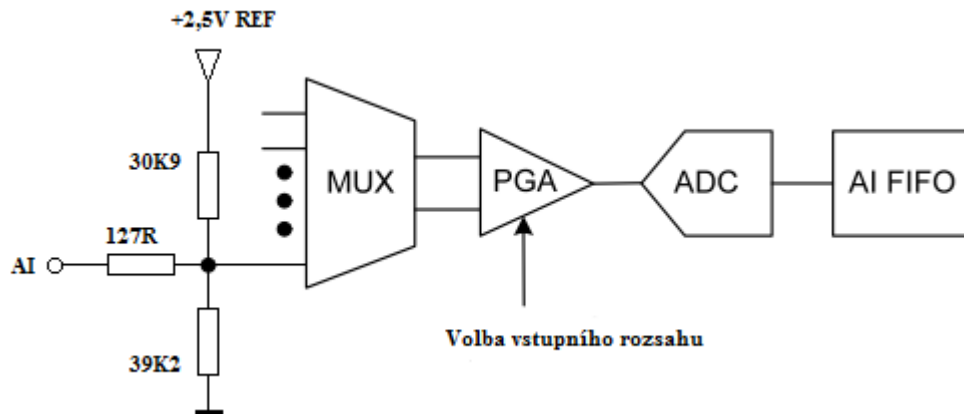 +2,5V REF
30K9
MUX
PGA
ADC
AI FIFO
127R
AI
Volba vstupního rozsahu
39K2